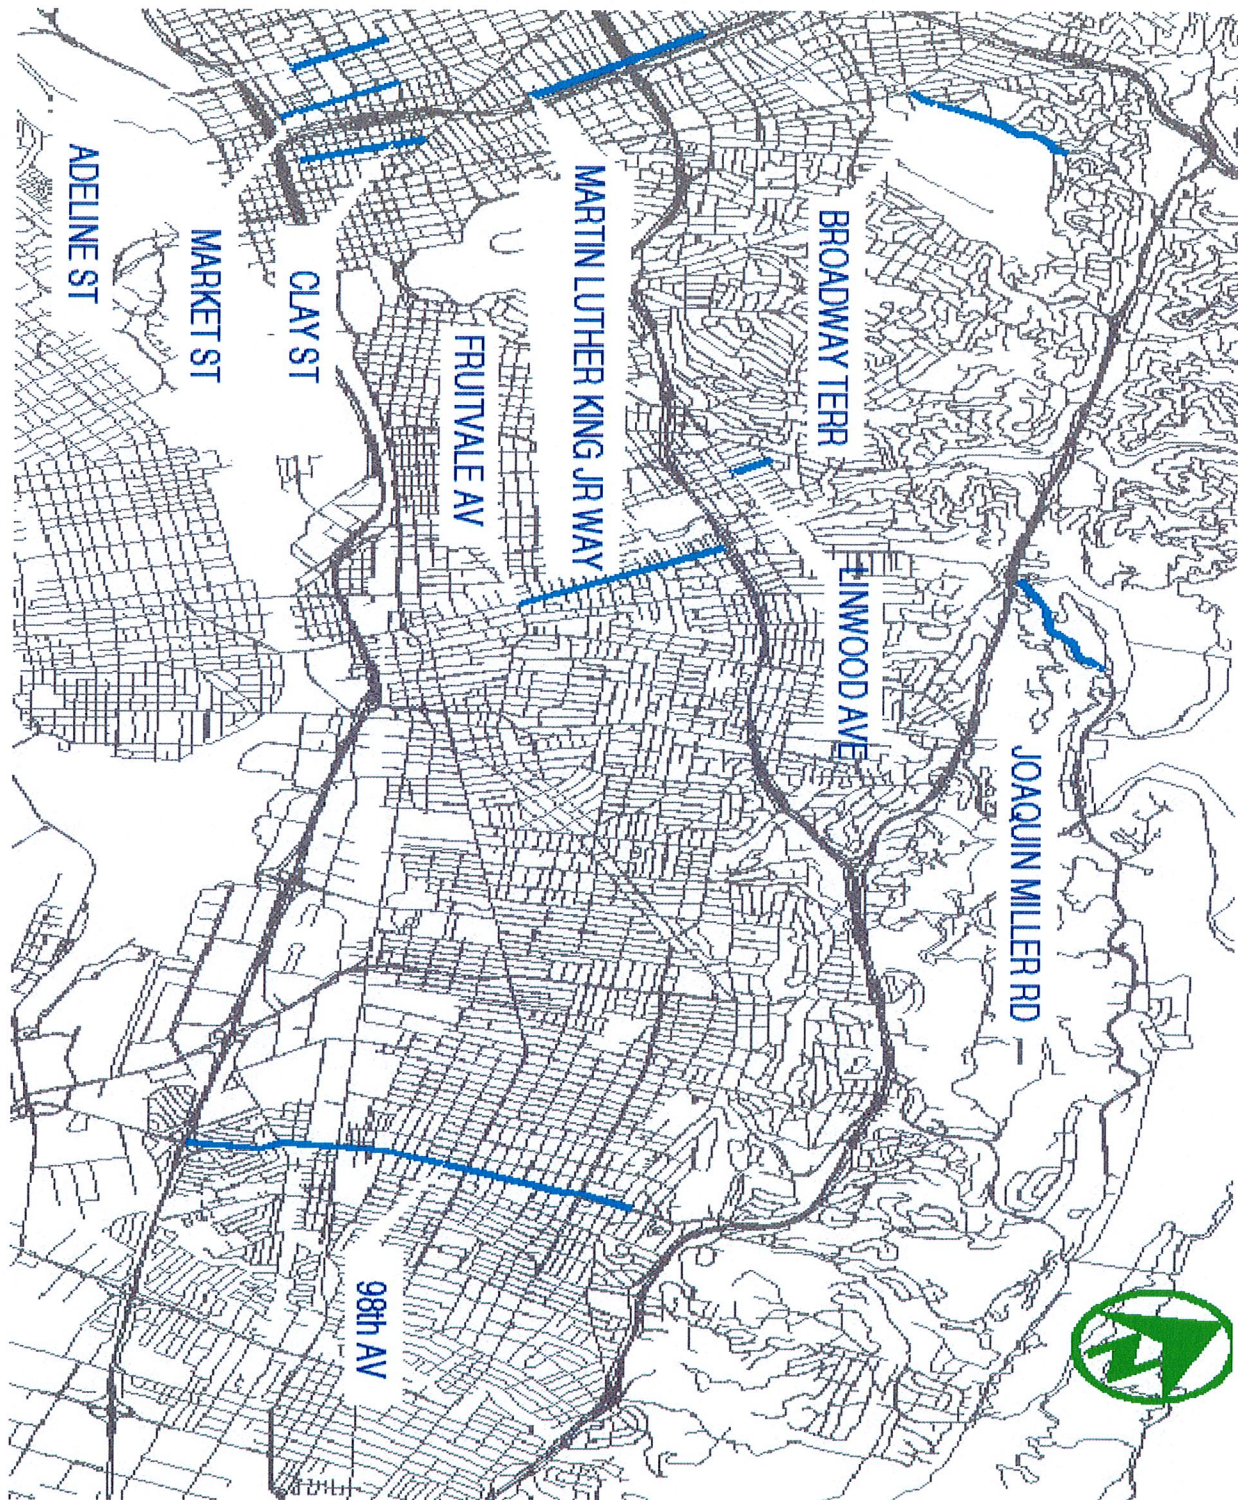 JOAQUIN MILLER RD
BROADWAY TERR
LINWOOD AVE
MARTIN LUTHER KING JR WAY
FRUITVALE AV
CLAY ST
98th AV
MARKET ST
ADELINE ST